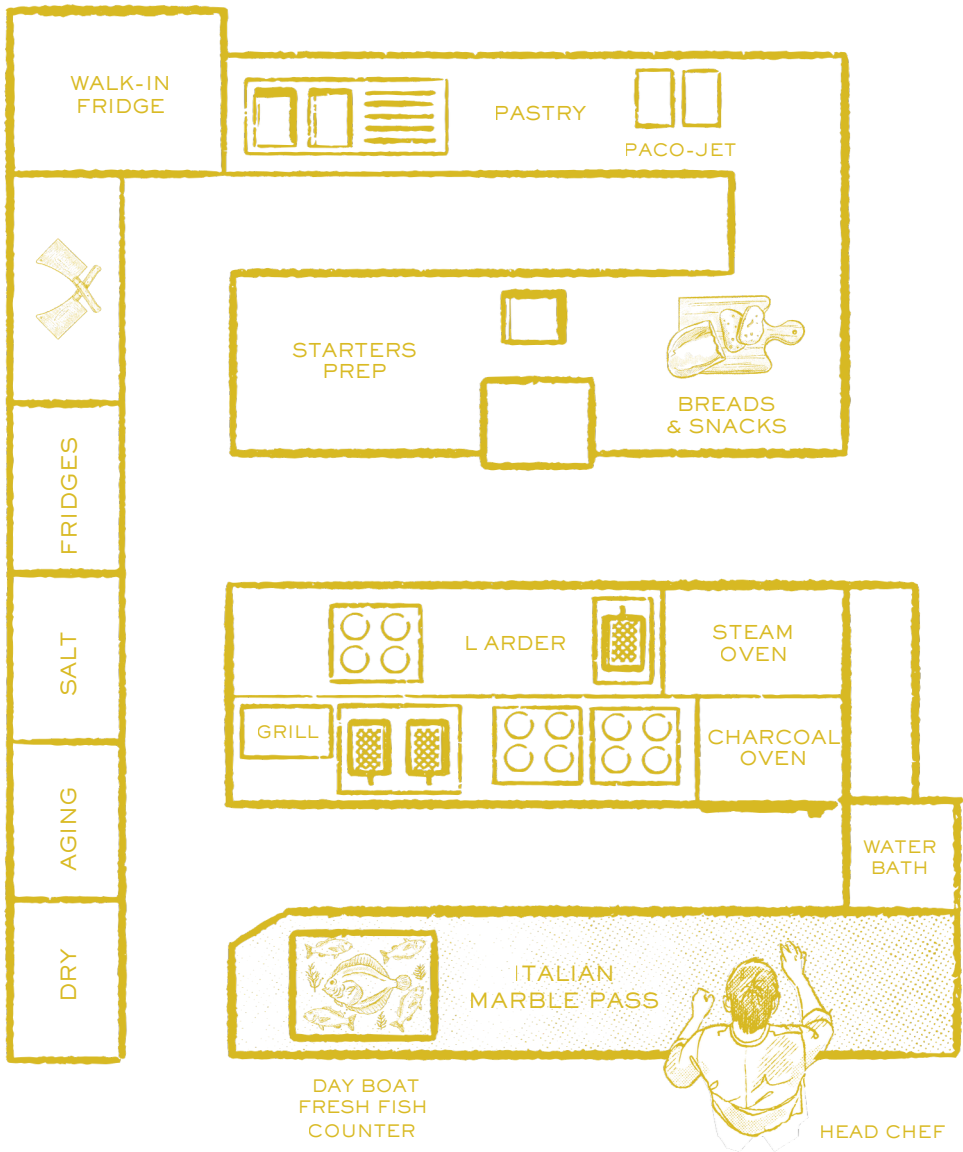 WALK-IN
FRIDGE
PASTRY
PACO-JET
STARTERS
PREP
BREADS
& SNACKS
FRIDGES
SALT
AGING
DRY
LARDER
STEAM
OVEN
GRILL
CHARCOAL
OVEN
WATER
BATH
ITALIAN
MARBLE PASS
DAY BOAT
FRESH FISH
COUNTER
HEAD CHEF